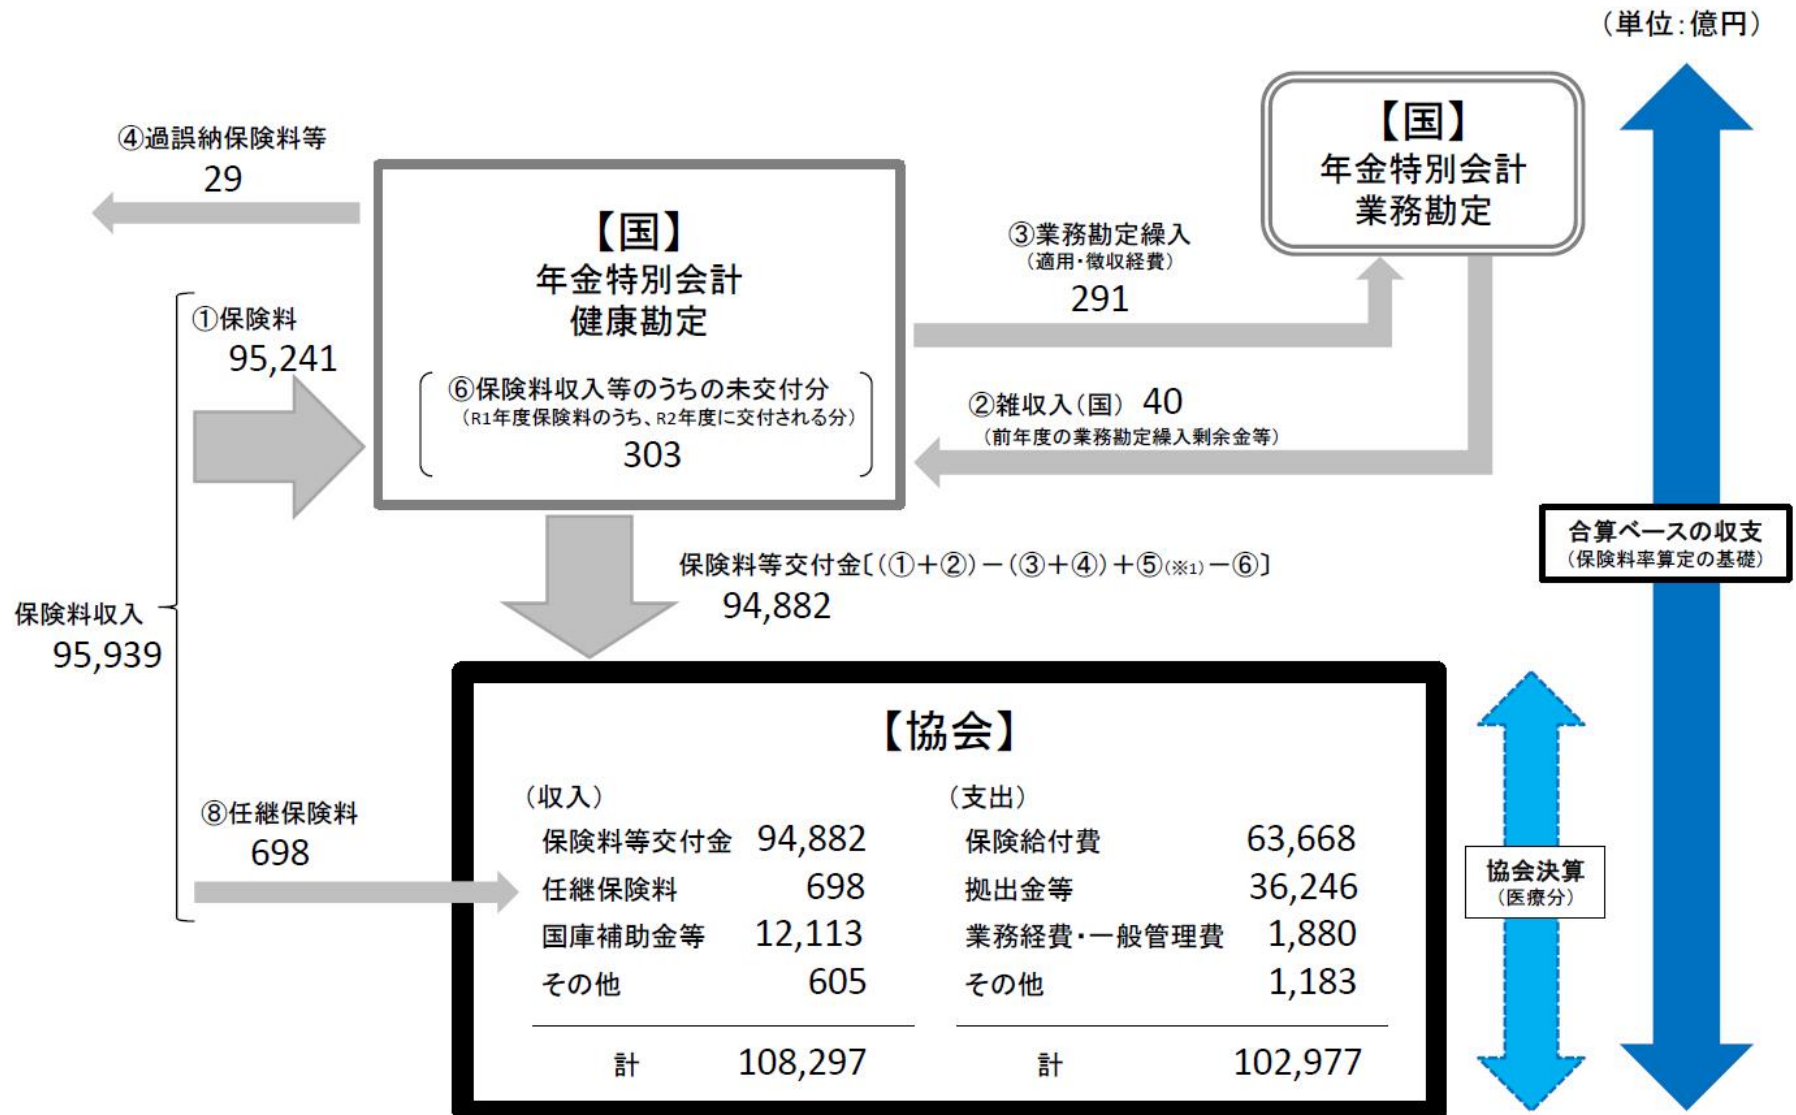 （単位：億円）
④過誤納保険料等
29
【国】
年金特別会計
健康勘定
⑥保険料収入等のうちの未交付分
（R1年度保険料のうち、R2年度に交付される分）
303
【国】
年金特別会計
業務勘定
③業務勘定繰入
（適用・徴収経費）
291
②雑収入（国） 40
（前年度の業務勘定繰入剰余金等）
①保険料
95,241
保険料収入
95,939
保険料等交付金〔（①＋②）－（③＋④）＋⑤(※1)－⑥〕
94,882
合算ベースの収支
（保険料率算定の基礎）
⑧任継保険料
698
【協会】
（収入） （支出）
保険料等交付金 94,882 保険給付費 63,668
任継保険料 698 拠出金等 36,246
国庫補助金等 12,113 業務経費・一般管理費 1,880
その他 605 その他 1,183
計 108,297 計 102,977
協会決算
（医療分）